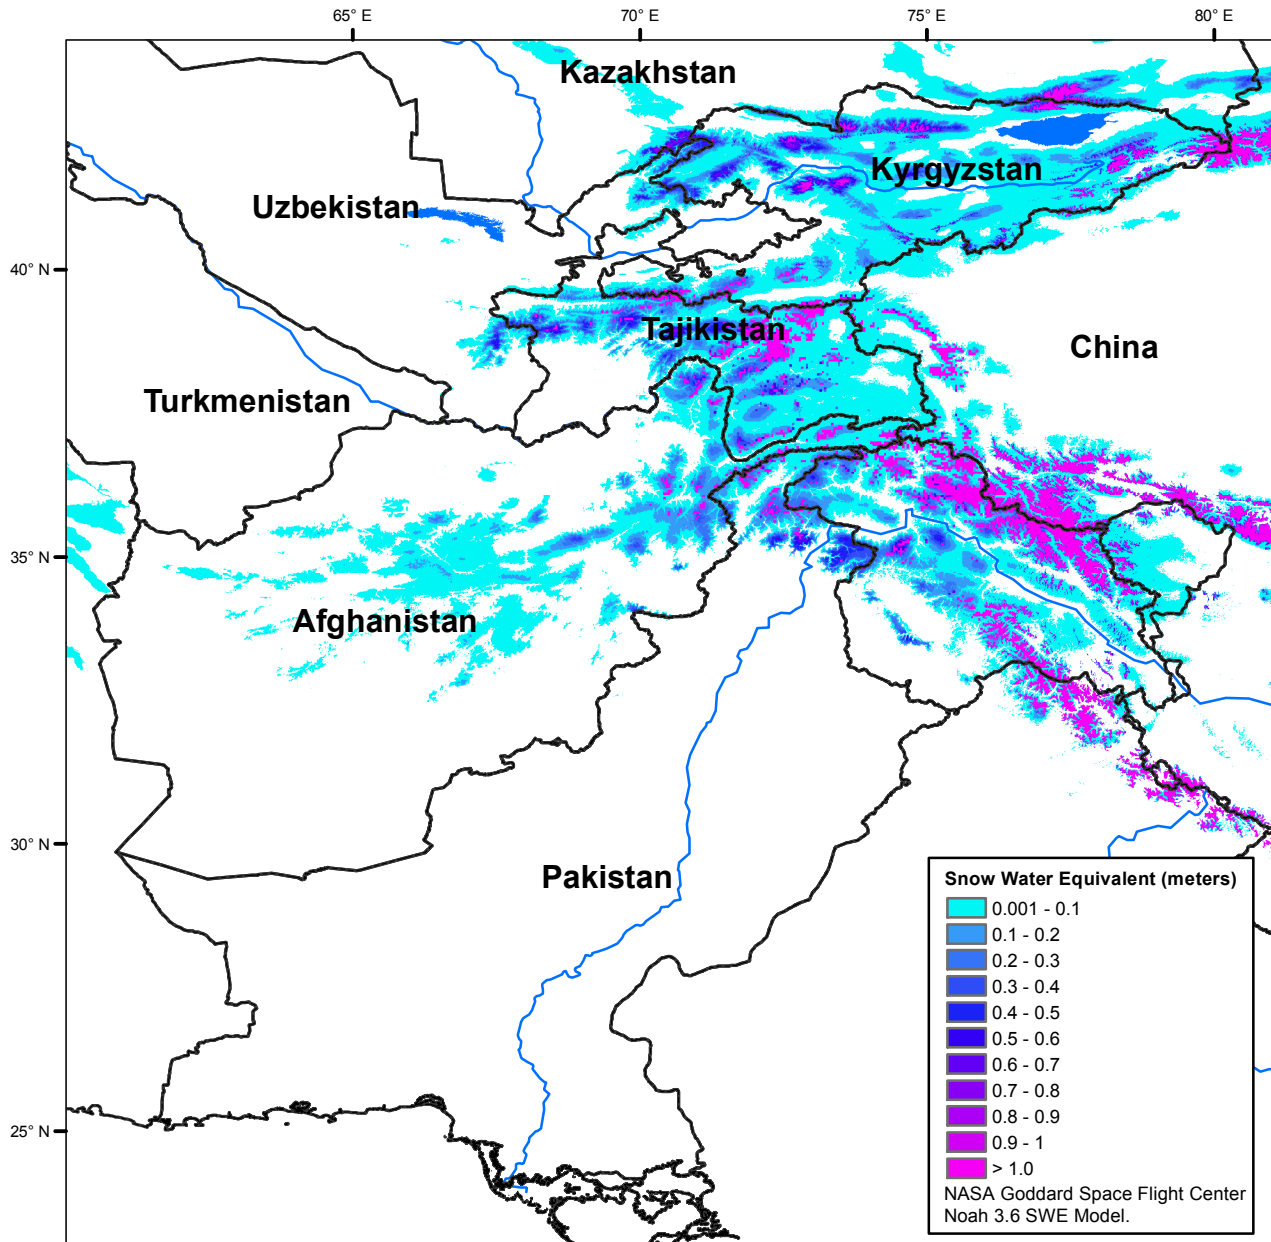 65° E
70° E
75° E
80° E
Kazakhstan
Kyrgyzstan
Uzbekistan
40° N
Tajikistan
China
Turkmenistan
35° N
Afghanistan
30° N
Pakistan
25° N
Snow Water Equivalent (meters)
0.001 - 0.1
0.1 - 0.2
0.2 - 0.3
0.3 - 0.4
0.4 - 0.5
0.5 - 0.6
0.6 - 0.7
0.7 - 0.8
0.8 - 0.9
0.9 - 1
> 1.0
NASA Goddard Space Flight Center
Noah 3.6 SWE Model.